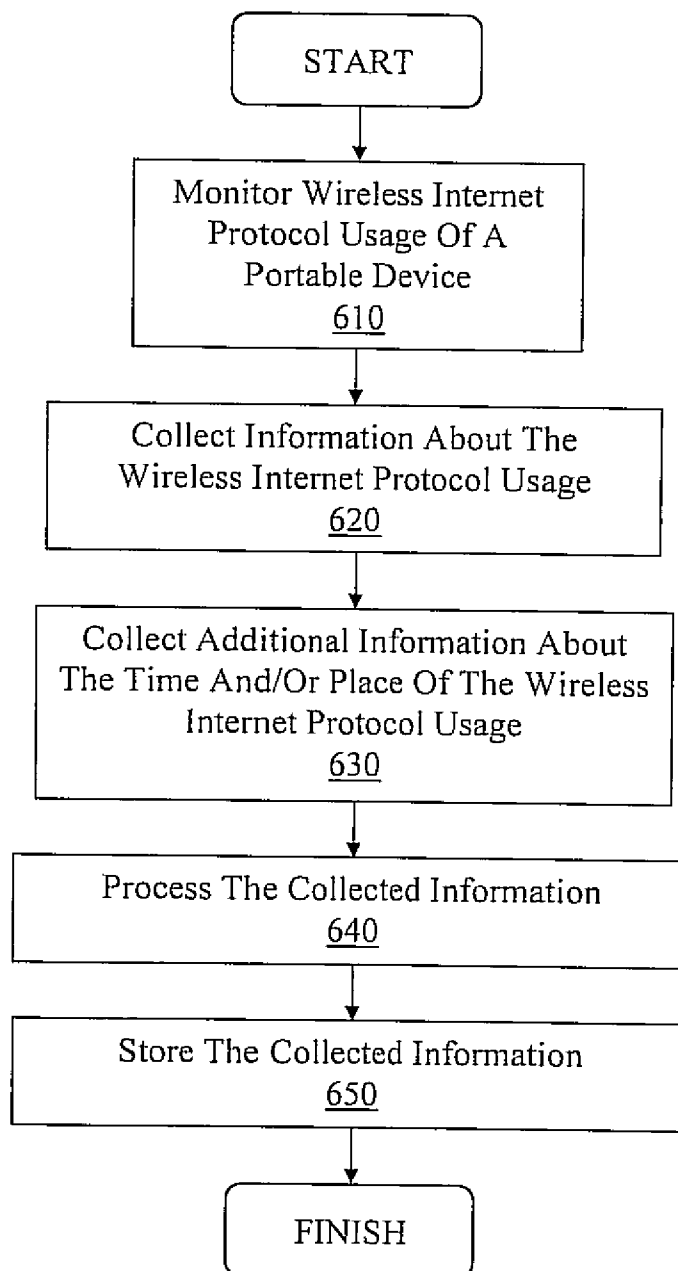 START
Monitor Wireless Internet
Protocol Usage Of A
Portable Device
610
Collect Information About The
Wireless Internet Protocol Usage
620
Collect Additional Information About
The Time And/Or Place Of The Wireless
Internet Protocol Usage
630
Process The Collected Information
640
Store The Collected Information
650
FINISH